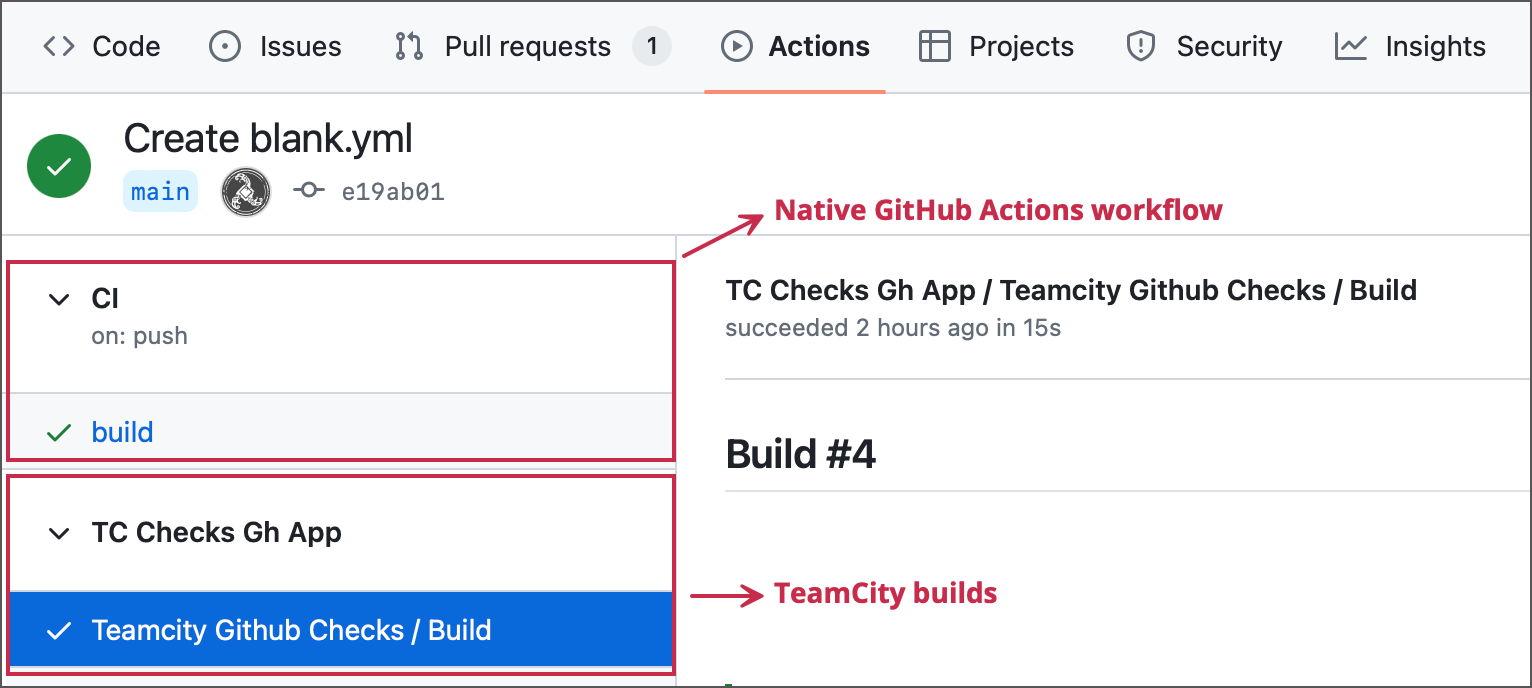 Code Issues Pull requests 1 Actions Projects Security Insights
Create blank.yml
main e19ab01
Native GitHub Actions workflow
CI
on: push
build
TC Checks Gh App
Teamcity Github Checks / Build
TC Checks Gh App / Teamcity Github Checks / Build
succeeded 2 hours ago in 15s
Build #4
TeamCity builds